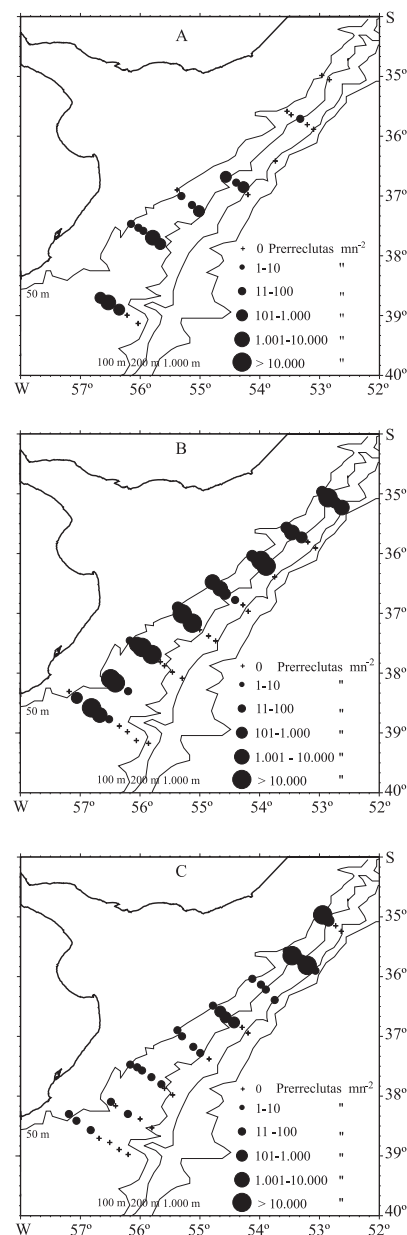 S
A
35º
36º
37º
+ 0 Prerreclutas mn-2
38º
1-10 "
11-100 "
50 m
39º
101-1.000 "
1.001-10.000 "
100 m 200 m 1.000 m
> 10.000 "
40º
W 57º 56º 55º 54º 53º 52º
S
B
35º
36º
37º
+ 0 Prerreclutas mn-2
38º
1-10 "
11-100 "
50 m
39º
101-1.000 "
1.001 - 10.000 "
100 m 200 m 1.000 m
> 10.000 "
40º
W 57º 56º 55º 54º 53º 52º
S
C
35º
36º
37º
+ 0 Prerreclutas mn-2
38º
1-10 "
11-100 "
50 m
39º
101-1.000 "
1.001-10.000 "
100 m 200 m 1.000 m
> 10.000 "
40º
W 57º 56º 55º 54º 53º 52º